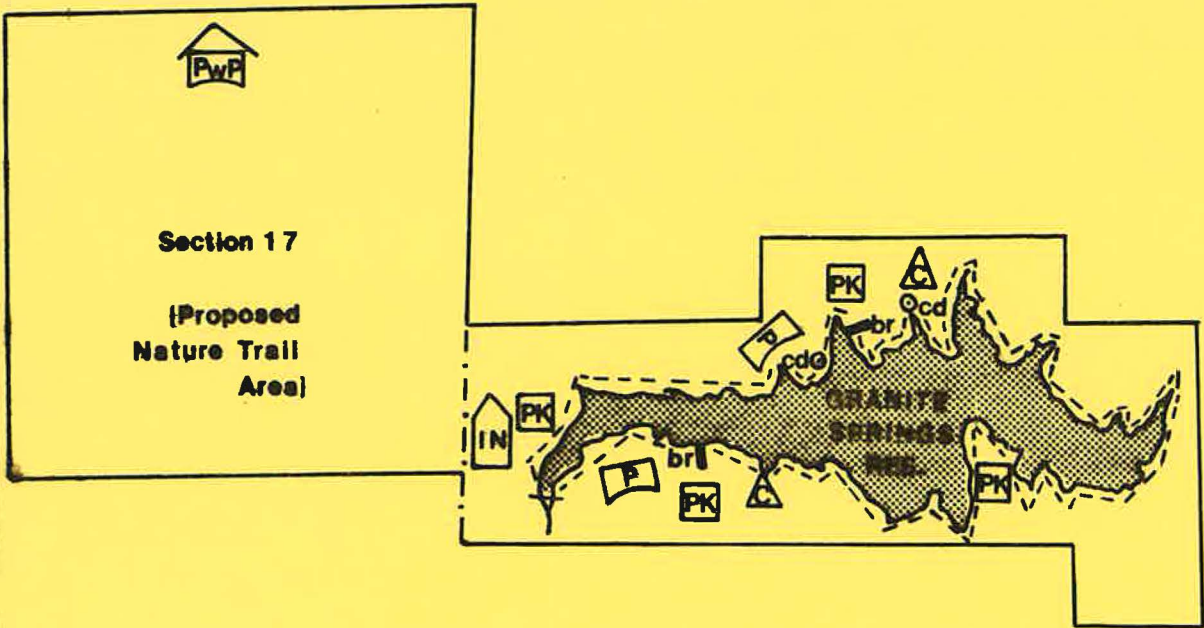 PwP
Section 17
(Proposed
Nature Trail
Area)
C
PK
cd
br
P
cd
GRANITE
SPRINGS
RES.
PK
IN
br
P
PK
C
PK